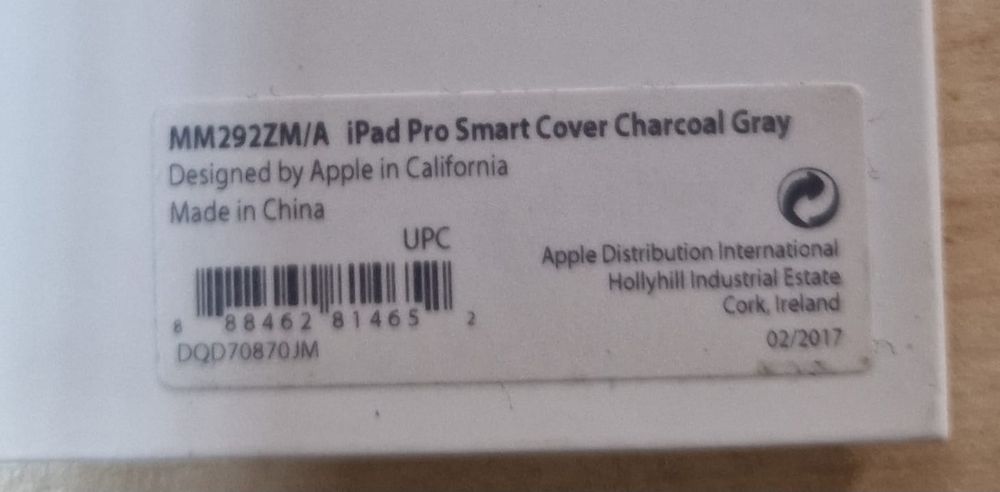 MM292ZM/A iPad Pro Smart Cover Charcoal Gray
Designed by Apple in California
Made in China
UPC
8 88462 81465 2
DQD70870JM
Apple Distribution International
Hollyhill Industrial Estate
Cork, Ireland
02/2017